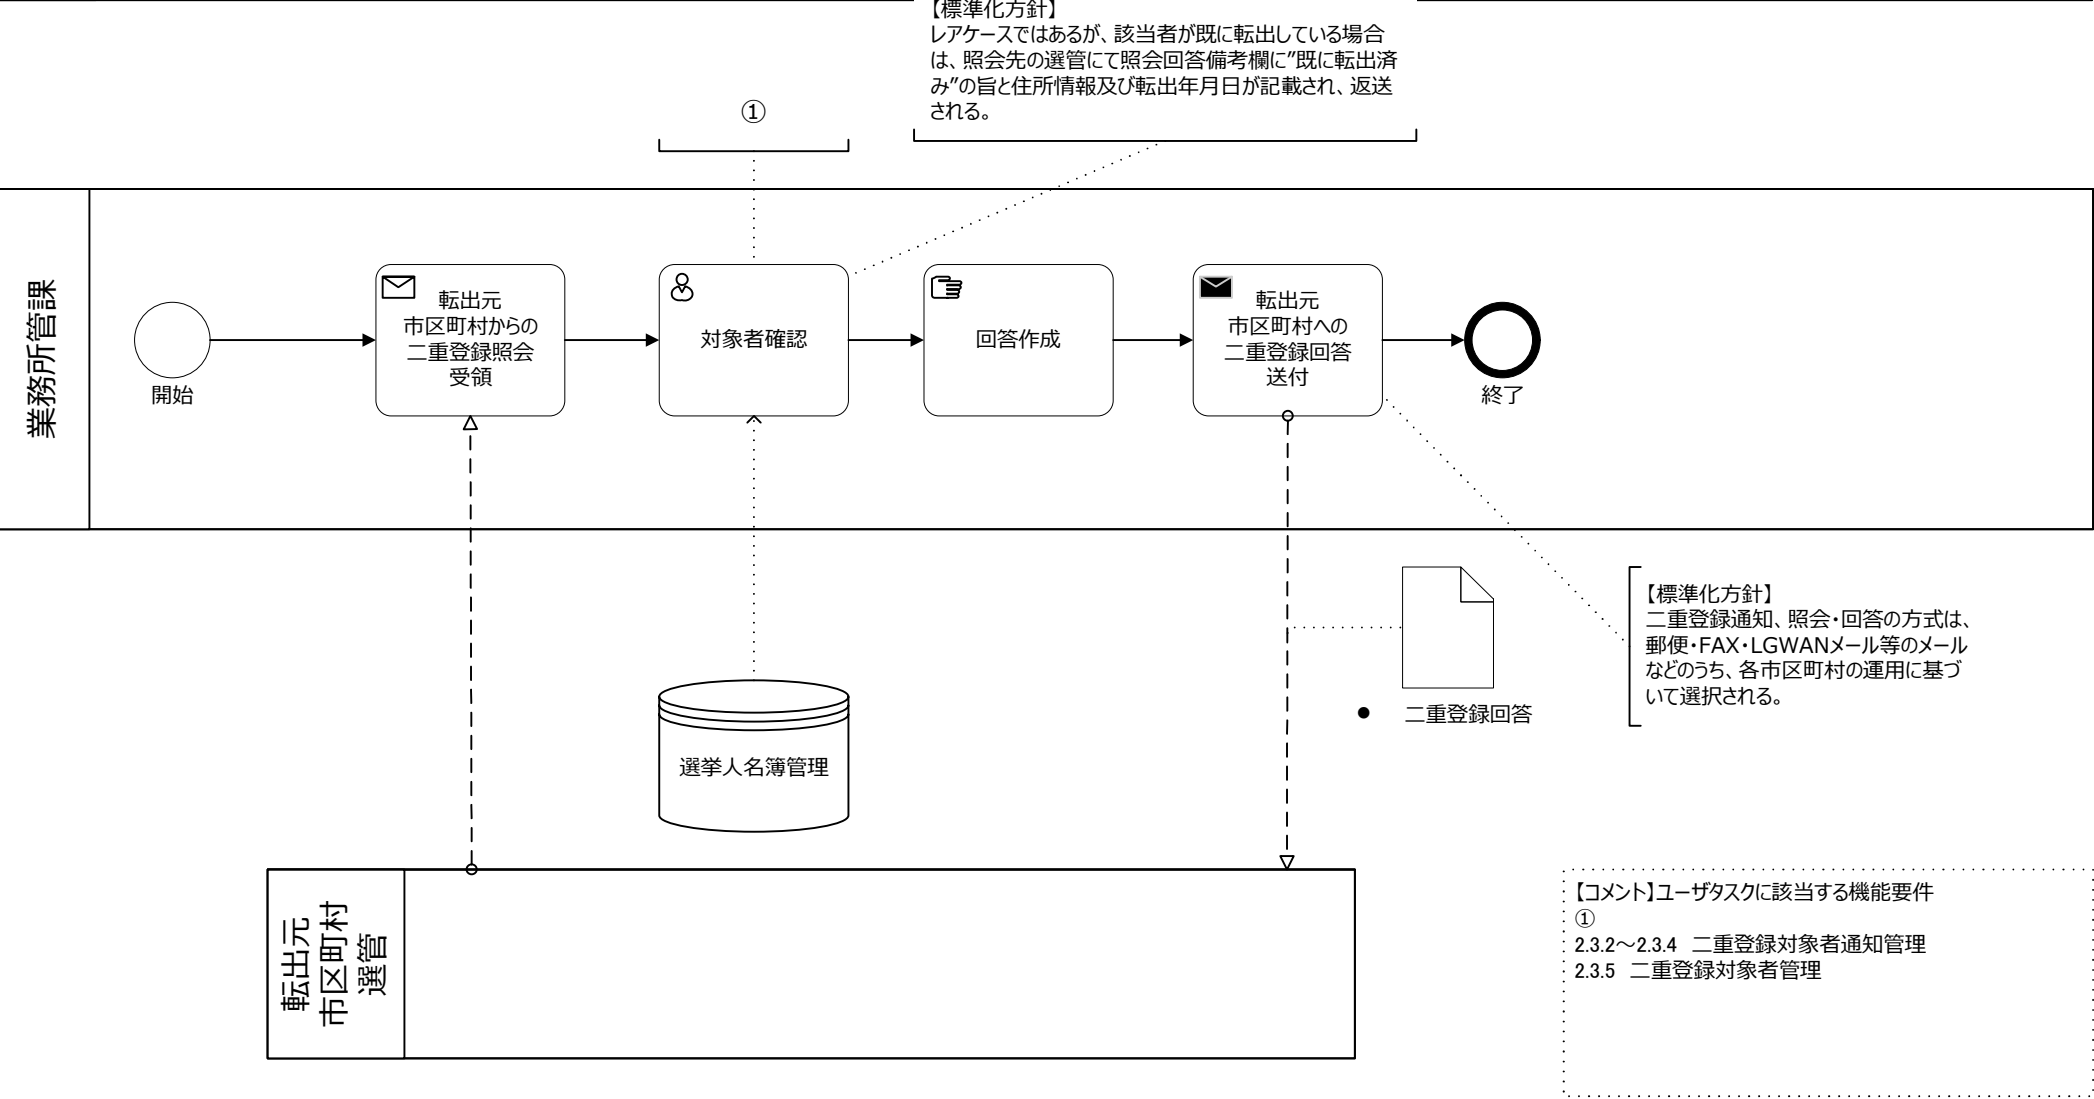 【標準化方針】
レアケースではあるが、該当者が既に転出している場合
は、照会先の選管にて照会回答備考欄に”既に転出済
み”の旨と住所情報及び転出年月日が記載され、返送
される。
①
業務所管課
開始
転出元
市区町村からの
二重登録照会
受領
対象者確認
回答作成
転出元
市区町村への
二重登録回答
送付
終了
【標準化方針】
二重登録通知、照会・回答の方式は、
郵便・FAX・LGWANメール等のメール
などのうち、各市区町村の運用に基づ
いて選択される。
● 二重登録回答
選挙人名簿管理
転出元
市区町村
選管
【コメント】ユーザタスクに該当する機能要件
①
2.3.2～2.3.4 二重登録対象者通知管理
2.3.5 二重登録対象者管理